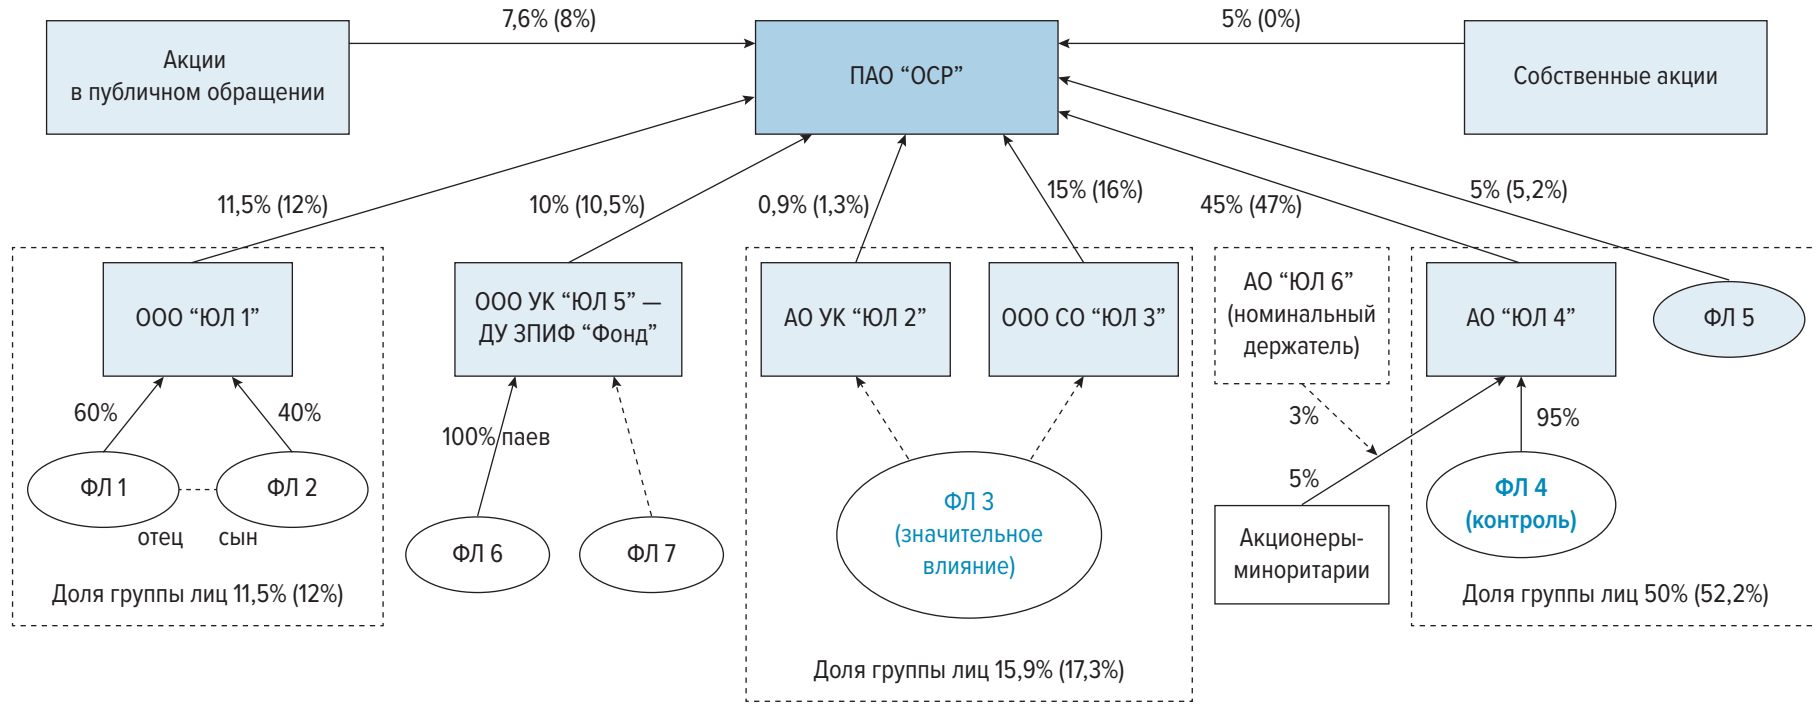 7,6% (8%)
5% (0%)
Акции
в публичном обращении
ПАО “ОСР”
Собственные акции
11,5% (12%)
10% (10,5%)
0,9% (1,3%)
15% (16%)
45% (47%)
5% (5,2%)
ООО “ЮЛ 1”
ООО УК “ЮЛ 5” —
ДУ ЗПИФ “Фонд”
АО УК “ЮЛ 2”
ООО СО “ЮЛ 3”
АО “ЮЛ 6”
(номинальный
держатель)
АО “ЮЛ 4”
ФЛ 5
60%
40%
100% паев
3%
95%
5%
ФЛ 1
ФЛ 2
отец
сын
ФЛ 6
ФЛ 7
ФЛ 3
(значительное
влияние)
Акционеры-
миноритарии
ФЛ 4
(контроль)
Доля группы лиц 11,5% (12%)
Доля группы лиц 15,9% (17,3%)
Доля группы лиц 50% (52,2%)